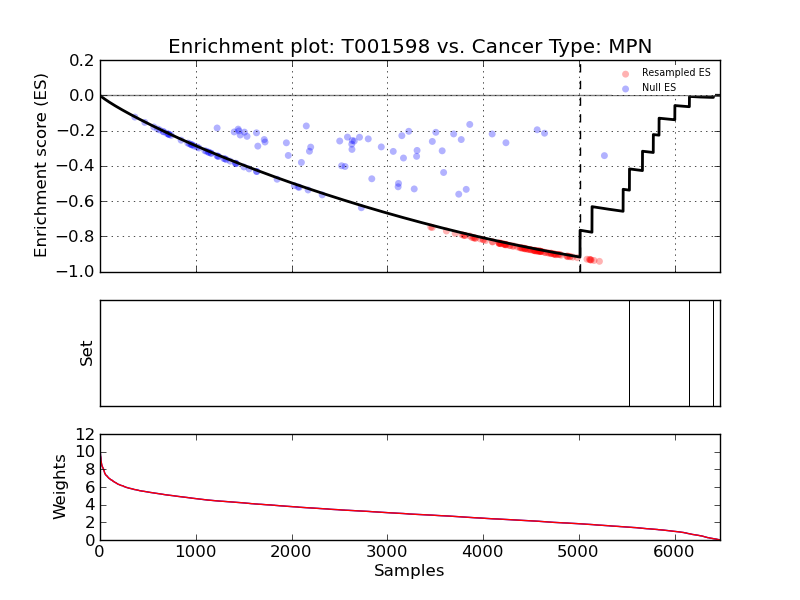 Enrichment plot: T001598 vs. Cancer Type: MPN
Enrichment score (ES)
0.2
0.0
−0.2
−0.4
−0.6
−0.8
−1.0
Resampled ES
Null ES
Set
Weights
12
10
8
6
4
2
0
0 1000 2000 3000 4000 5000 6000
Samples